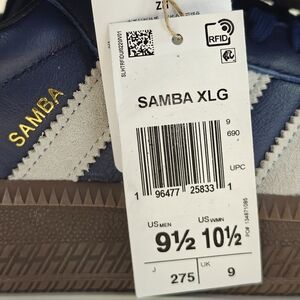 SAMBA
RFID
SAMBA XLG
9
690
UPC
1
1 96477 25833
US MEN US WMN
9½ 10½
J 275 UK 9